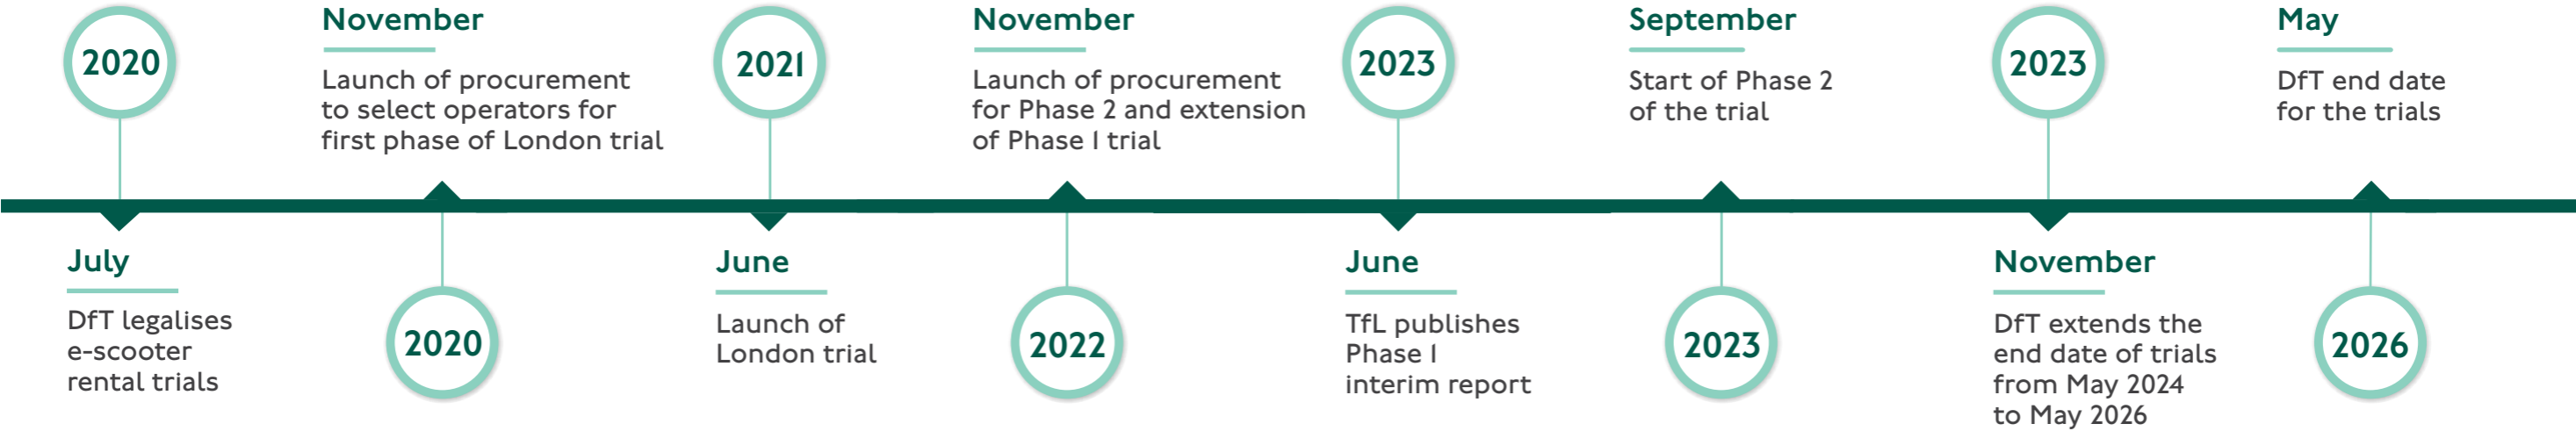 2020
July
DfT legalises
e-scooter
rental trials
November
Launch of procurement
to select operators for
first phase of London trial
2020
2021
June
Launch of
London trial
November
Launch of procurement
for Phase 2 and extension
of Phase 1 trial
2022
2023
June
TfL publishes
Phase 1
interim report
September
Start of Phase 2
of the trial
2023
2023
November
DfT extends the
end date of trials
from May 2024
to May 2026
May
DfT end date
for the trials
2026